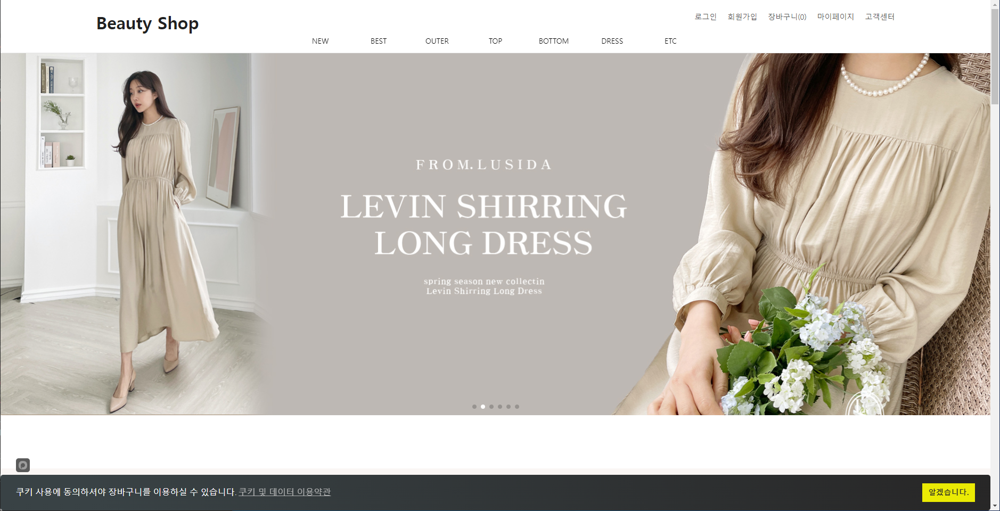 Beauty Shop
로그인 회원가입 장바구니(0) 마이페이지 고객센터
NEW BEST OUTER TOP BOTTOM DRESS ETC
FROM.LUSIDA
LEVIN SHIRRING
LONG DRESS
spring season new collectin
Levin Shirring Long Dress
쿠키 사용에 동의하셔야 장바구니를 이용하실 수 있습니다. 쿠키 및 데이터 이용약관
알겠습니다.